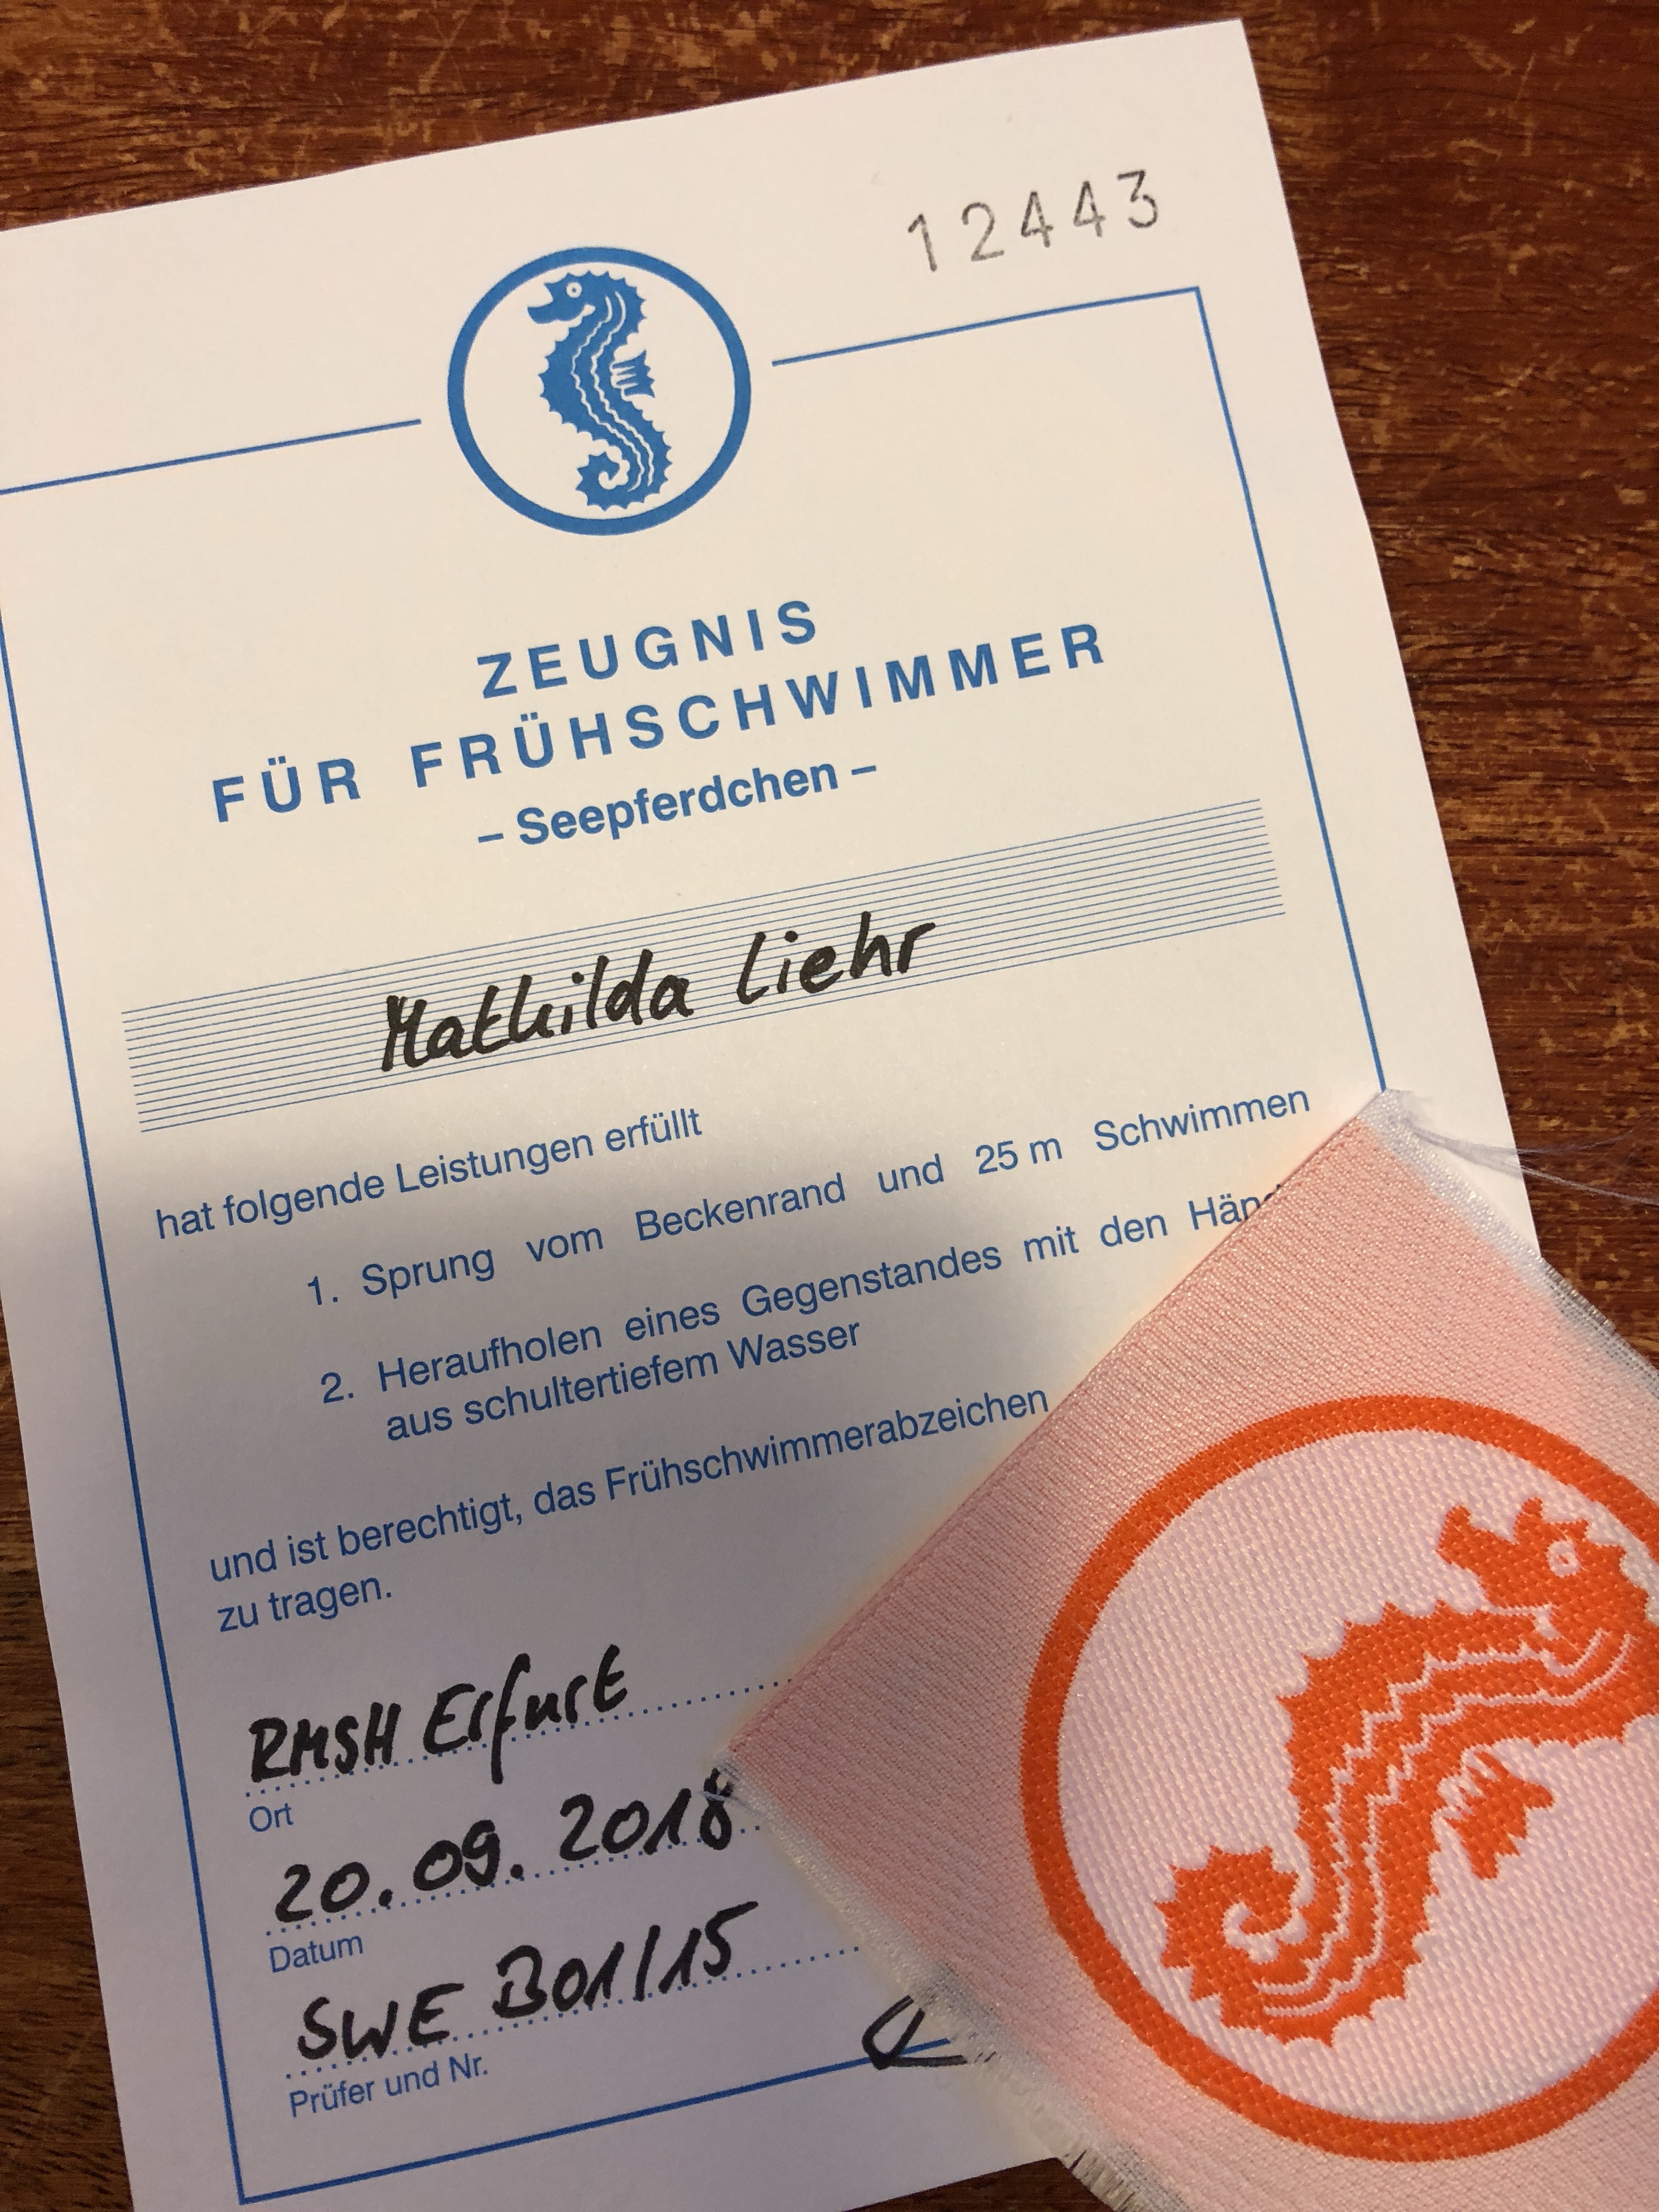 12443
ZEUGNIS
FÜR FRÜHSCHWIMMER
– Seepferdchen –
Mathilda Liehr
hat folgende Leistungen erfüllt
1. Sprung vom Beckenrand und 25 m Schwimmen
2. Heraufholen eines Gegenstandes mit den
aus schultertiefem Wasser
und ist berechtigt, das Frühschwimmerabzeichen
zu tragen.
RMSH Erfurt
Ort
20.09.2018
Datum
SWE B01/15
Prüfer und Nr.